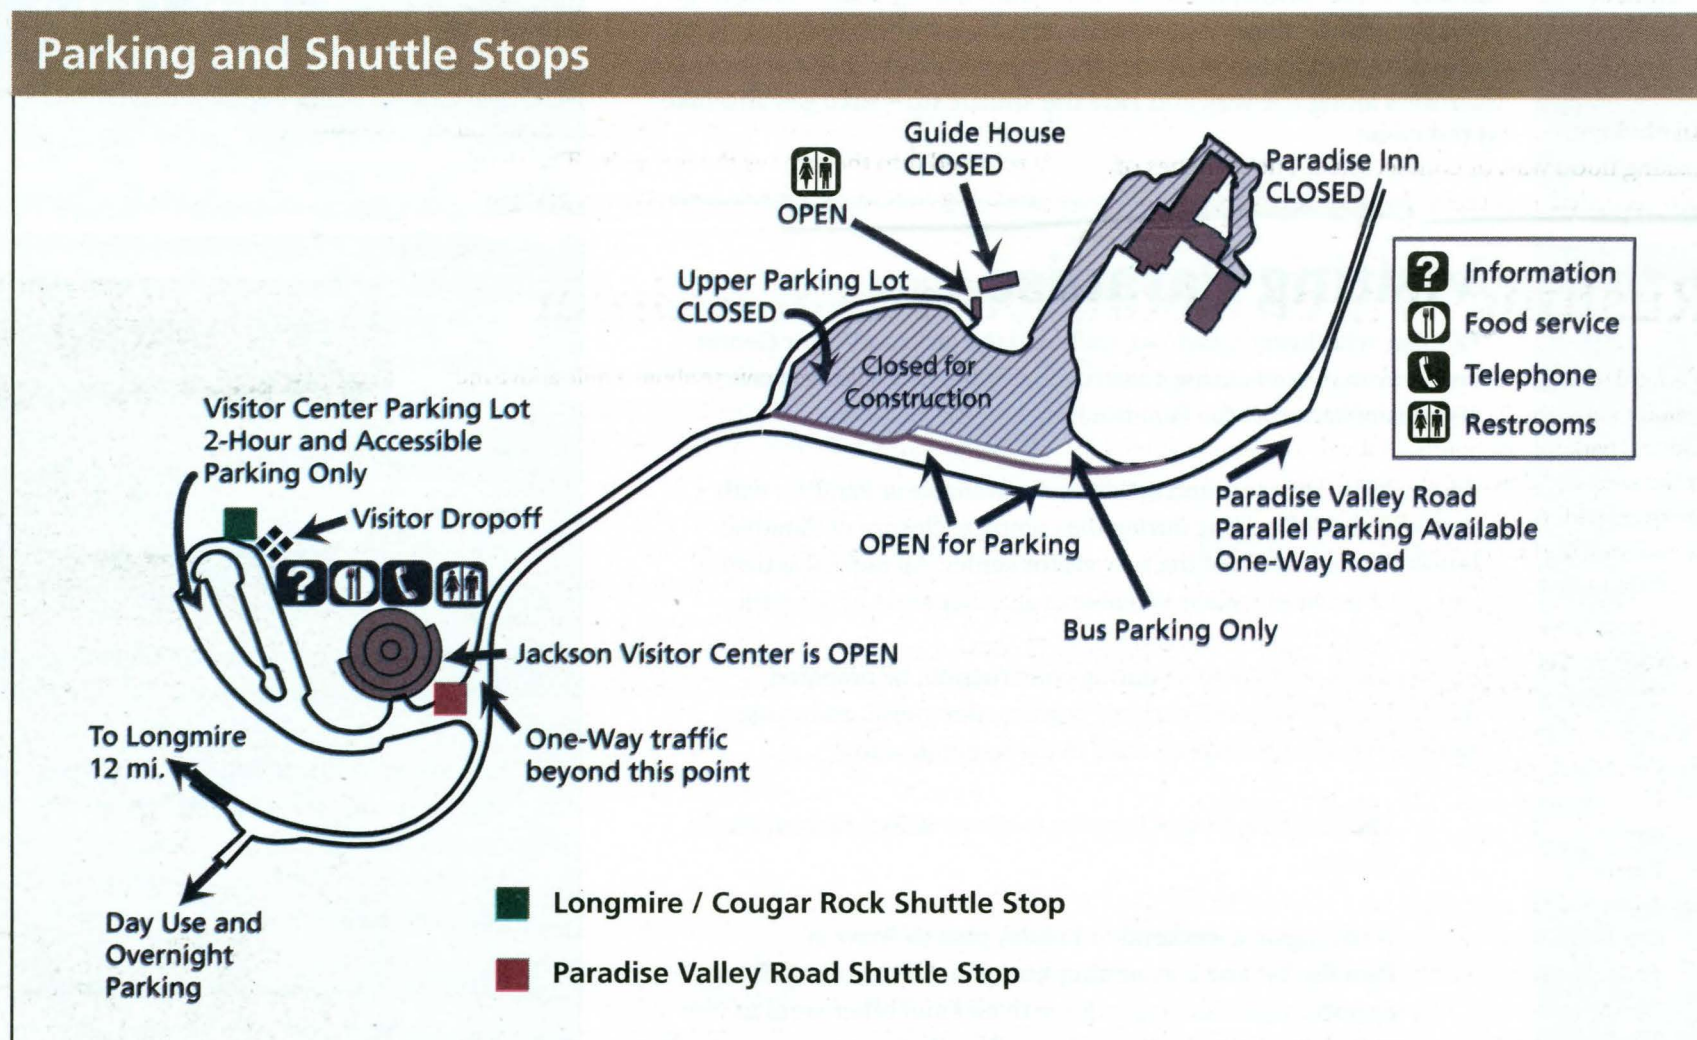 Parking and Shuttle Stops
Guide House
CLOSED
OPEN
Paradise Inn
CLOSED
Upper Parking Lot
CLOSED
Closed for
Construction
? Information
Food service
Telephone
Restrooms
Visitor Center Parking Lot
2-Hour and Accessible
Parking Only
Visitor Dropoff
?
OPEN for Parking
Paradise Valley Road
Parallel Parking Available
One-Way Road
Bus Parking Only
Jackson Visitor Center is OPEN
One-Way traffic
beyond this point
To Longmire
12 mi.
Day Use and
Overnight
Parking
Longmire / Cougar Rock Shuttle Stop
Paradise Valley Road Shuttle Stop